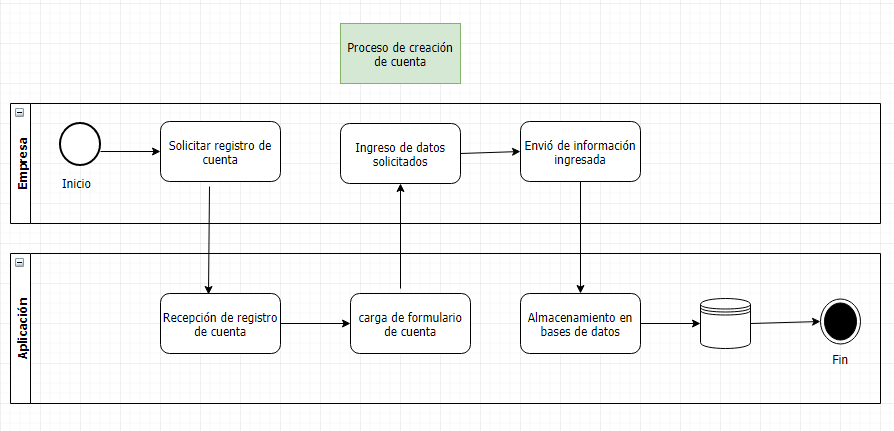 Proceso de creación
de cuenta
Empresa
Inicio
Solicitar registro de
cuenta
Ingreso de datos
solicitados
Envió de información
ingresada
Aplicación
Recepción de registro
de cuenta
carga de formulario
de cuenta
Almacenamiento en
bases de datos
Fin